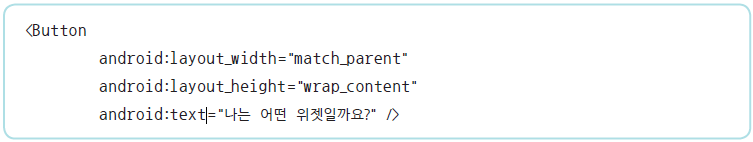 <Button
android:layout_width="match_parent"
android:layout_height="wrap_content"
android:text="나는 어떤 위젯일까요?" />